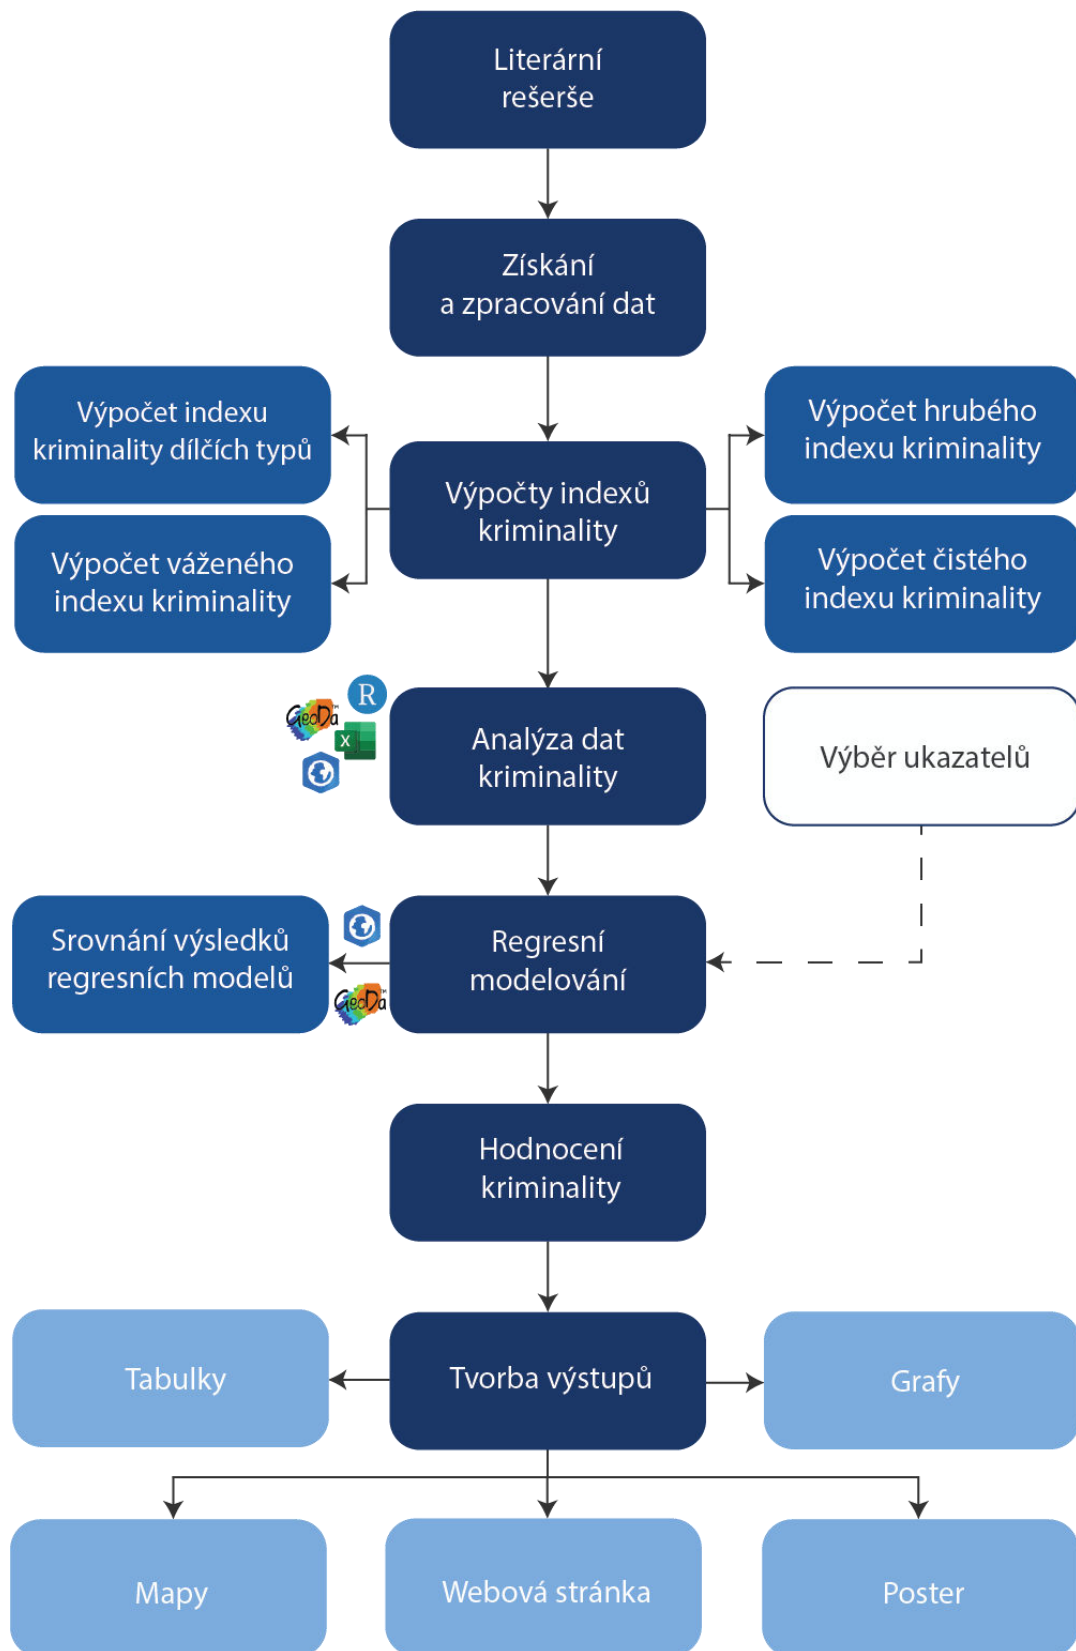 Literární
rešerše
Získání
a zpracování dat
Výpočet indexu
kriminality dílčích typů
Výpočet hrubého
indexu kriminality
Výpočty indexů
kriminality
Výpočet váženého
indexu kriminality
Výpočet čistého
indexu kriminality
R
GeoDa™
X
Analýza dat
kriminality
Výběr ukazatelů
Srovnání výsledků
regresních modelů
GeoDa™
Regresní
modelování
Hodnocení
kriminality
Tabulky
Tvorba výstupů
Grafy
Mapy
Webová stránka
Poster